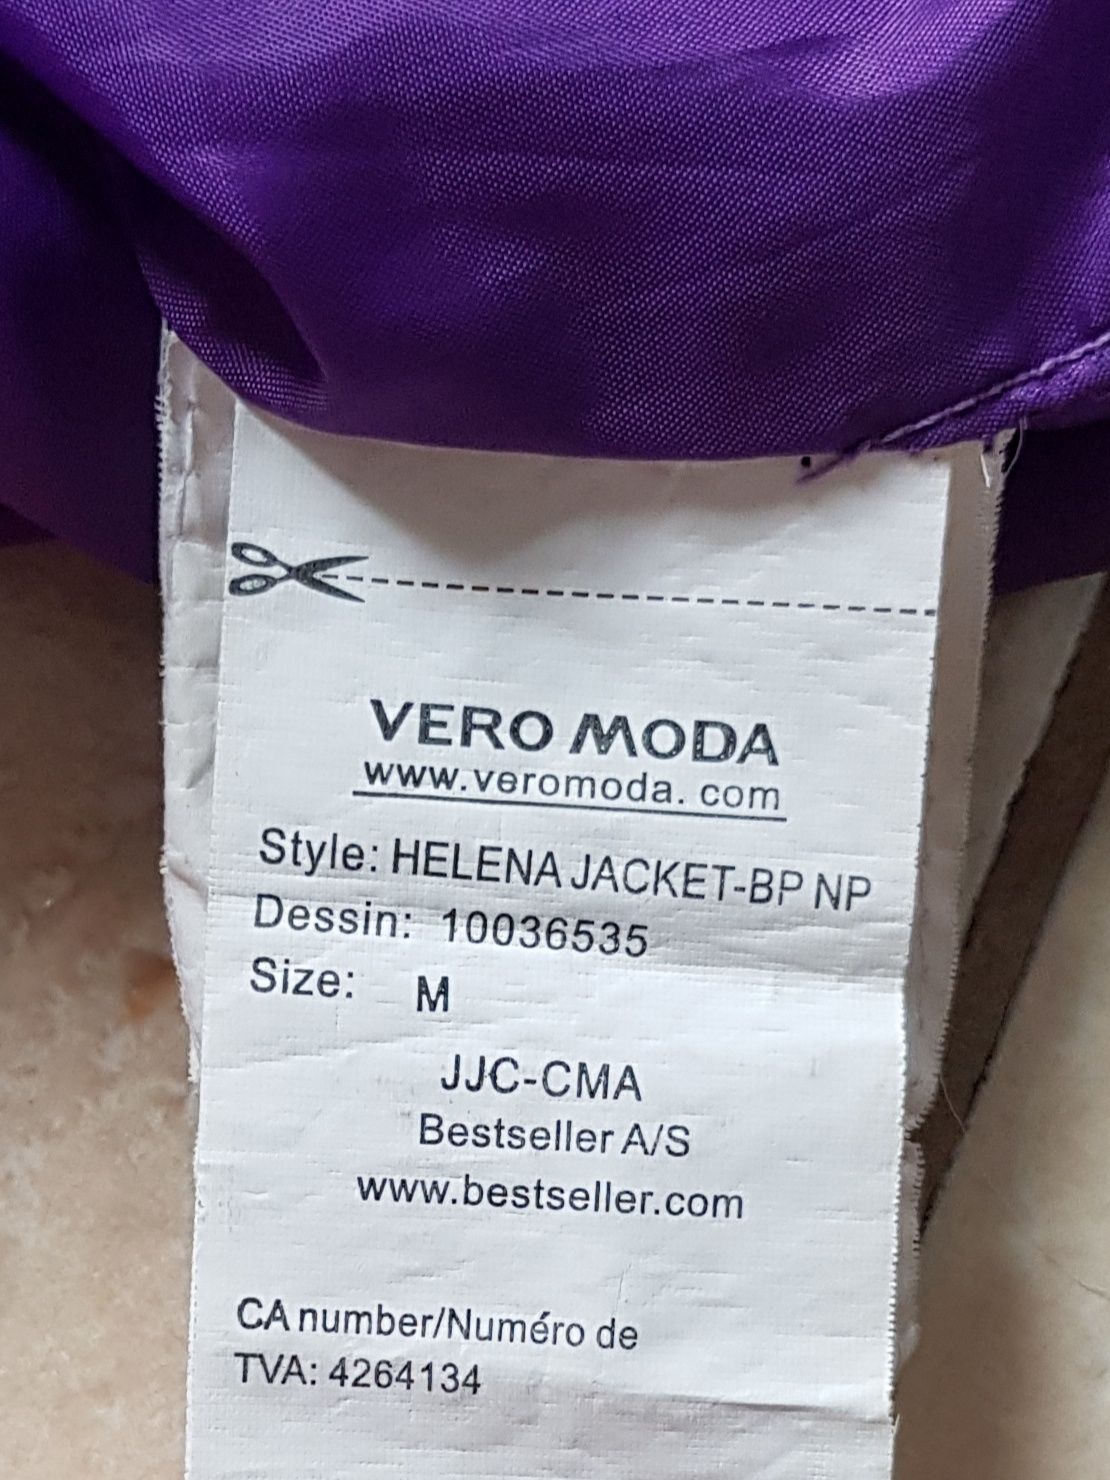 VERO MODA
www.veromoda. com
Style: HELENA JACKET-BP NP
Dessin: 10036535
Size: M
JJC-CMA
Bestseller A/S
www.bestseller.com
CA number/Numéro de
TVA: 4264134